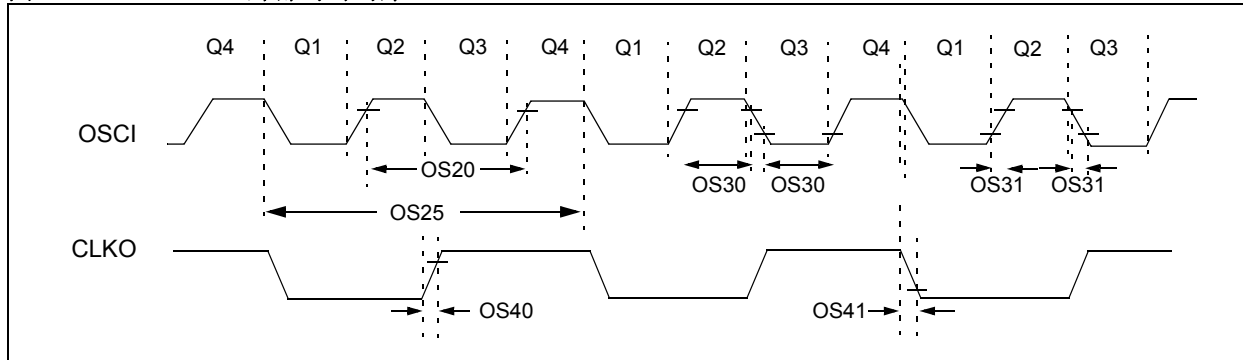 Q4 Q1 Q2 Q3 Q4 Q1 Q2 Q3 Q4 Q1 Q2 Q3
OSCI
OS20
OS30 OS30
OS31 OS31
OS25
CLKO
OS40
OS41